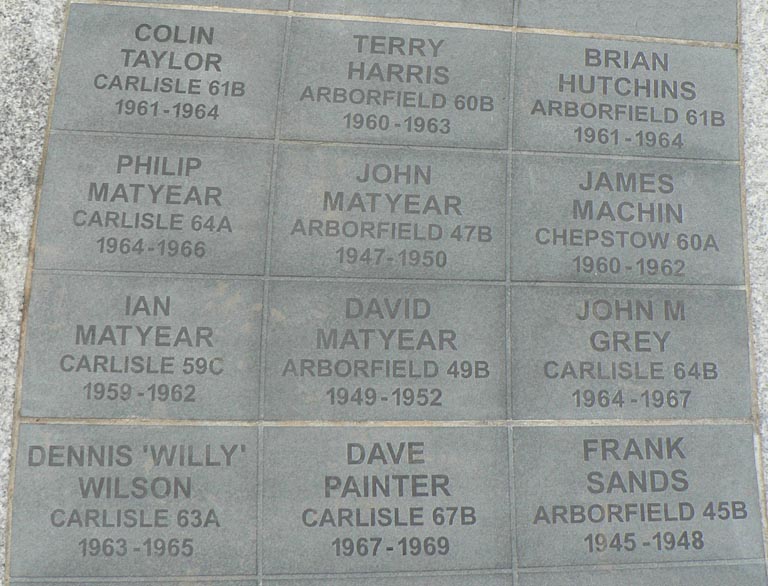 COLIN
TAYLOR
CARLISLE 61B
1961-1964
TERRY
HARRIS
ARBORFIELD 60B
1960-1963
BRIAN
HUTCHINS
ARBORFIELD 61B
1961-1964
PHILIP
MATYEAR
CARLISLE 64A
1964-1966
JOHN
MATYEAR
ARBORFIELD 47B
1947-1950
JAMES
MACHIN
CHEPSTOW 60A
1960-1962
IAN
MATYEAR
CARLISLE 59C
1959-1962
DAVID
MATYEAR
ARBORFIELD 49B
1949-1952
JOHN M
GREY
CARLISLE 64B
1964-1967
DENNIS 'WILLY'
WILSON
CARLISLE 63A
1963-1965
DAVE
PAINTER
CARLISLE 67B
1967-1969
FRANK
SANDS
ARBORFIELD 45B
1945-1948